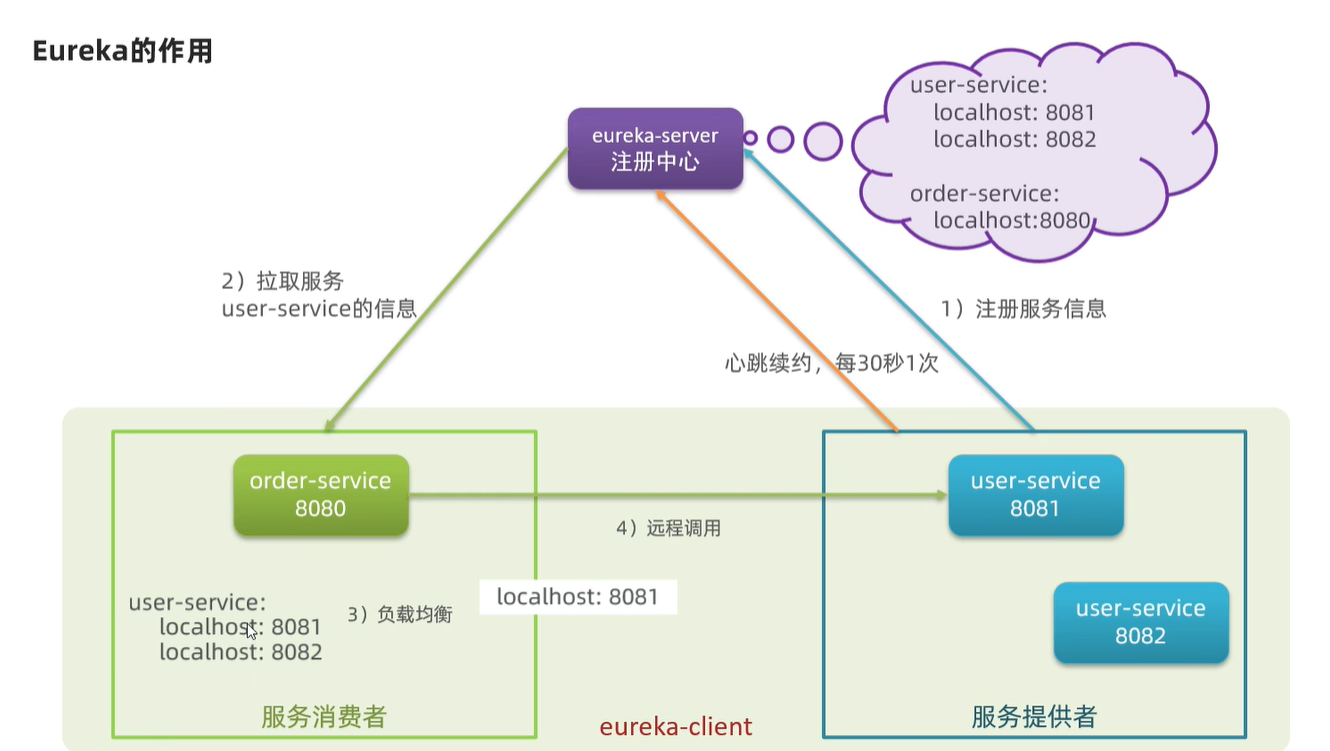 Eureka的作用
eureka-server
注册中心
user-service:
localhost: 8081
localhost: 8082
order-service:
localhost:8080
2）拉取服务
user-service的信息
1）注册服务信息
心跳续约，每30秒1次
order-service
8080
user-service
8081
4）远程调用
user-service:
localhost: 8081
localhost: 8082
3）负载均衡
localhost: 8081
user-service
8082
服务消费者
eureka-client
服务提供者